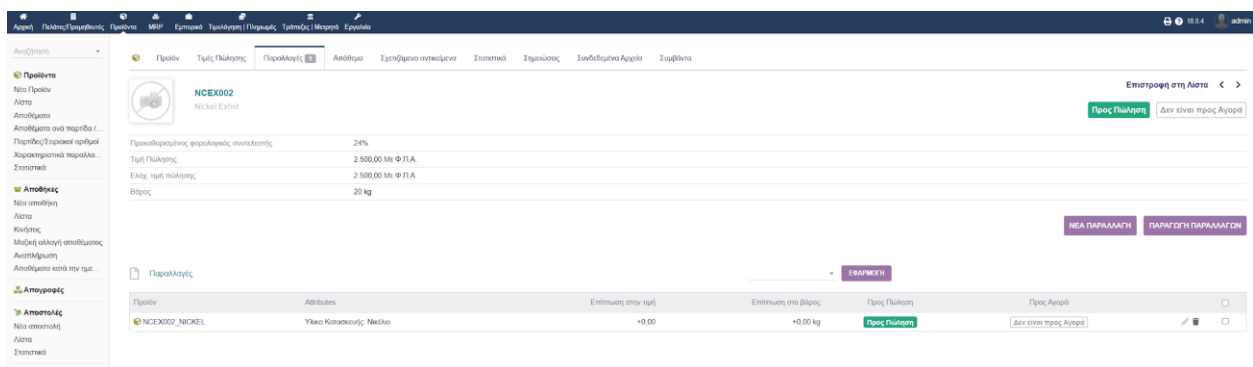 Αρχική Πελάτες/Προμηθευτές Προϊόντα MRP Εμπορικό Τιμολόγηση | Πληρωμές Τράπεζες | Μετρητά Εργαλεία 18.0.4 admin
Αναζήτηση
Προϊόν Τιμές Πώλησης Παραλλαγές 1 Απόθεμα Σχετιζόμενα αντικείμενα Στατιστικά Σημειώσεις Συνδεδεμένα Αρχεία Συμβάντα
Προϊόντα
Νέο Προϊόν
Λίστα
Αποθέματα
Αποθέματα ανά παρτίδα /...
Παρτίδες/Σειριακοί αριθμοί
Χαρακτηριστικά παραλλα...
Στατιστικά
Αποθήκες
Νέα αποθήκη
Λίστα
Κινήσεις
Μαζική αλλαγή αποθέματος
Αναπλήρωση
Αποθέματα κατά την ημε...
Απογραφές
Αποστολές
Νέα αποστολή
Λίστα
Στατιστικά
NCEX002
Nickel Exhst
Επιστροφή στη Λίστα
Προς Πώληση Δεν είναι προς Αγορά
Προκαθορισμένος φορολογικός συντελεστής 24%
Τιμή Πώλησης 2.500,00 Με Φ.Π.Α.
Ελάχ. τιμή πώλησης 2.500,00 Με Φ.Π.Α.
Βάρος 20 kg
ΝΕΑ ΠΑΡΑΛΛΑΓΗ ΠΑΡΑΓΩΓΗ ΠΑΡΑΛΛΑΓΩΝ
Παραλλαγές ΕΦΑΡΜΟΓΗ
Προϊόν Attributes Επίπτωση στην τιμή Επίπτωση στο βάρος Προς Πώληση Προς Αγορά
NCEX002_NICKEL Υλικο Κατασκευής: Νικέλιο +0,00 +0,00 kg Προς Πώληση Δεν είναι προς Αγορά